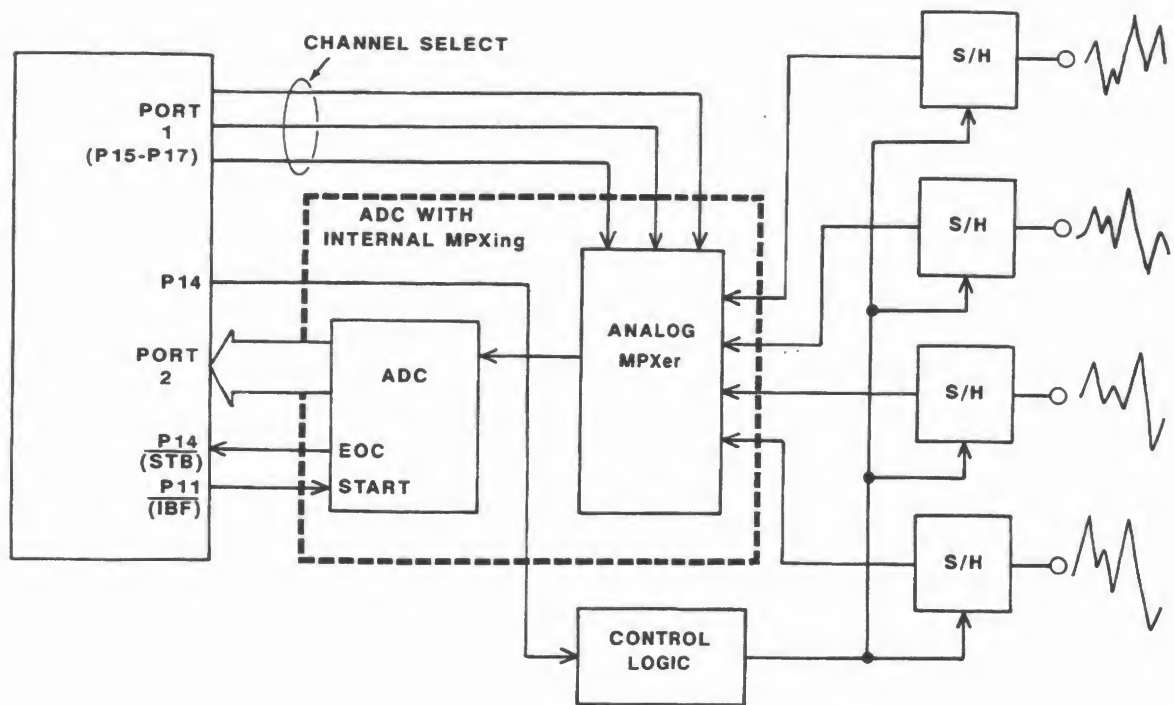 CHANNEL SELECT
PORT
1
(P15-P17)
ADC WITH
INTERNAL MPXing
P14
PORT
2
ADC
ANALOG
MPXer
P14
(STB)
EOC
P11
(IBF)
START
CONTROL
LOGIC
S/H
S/H
S/H
S/H